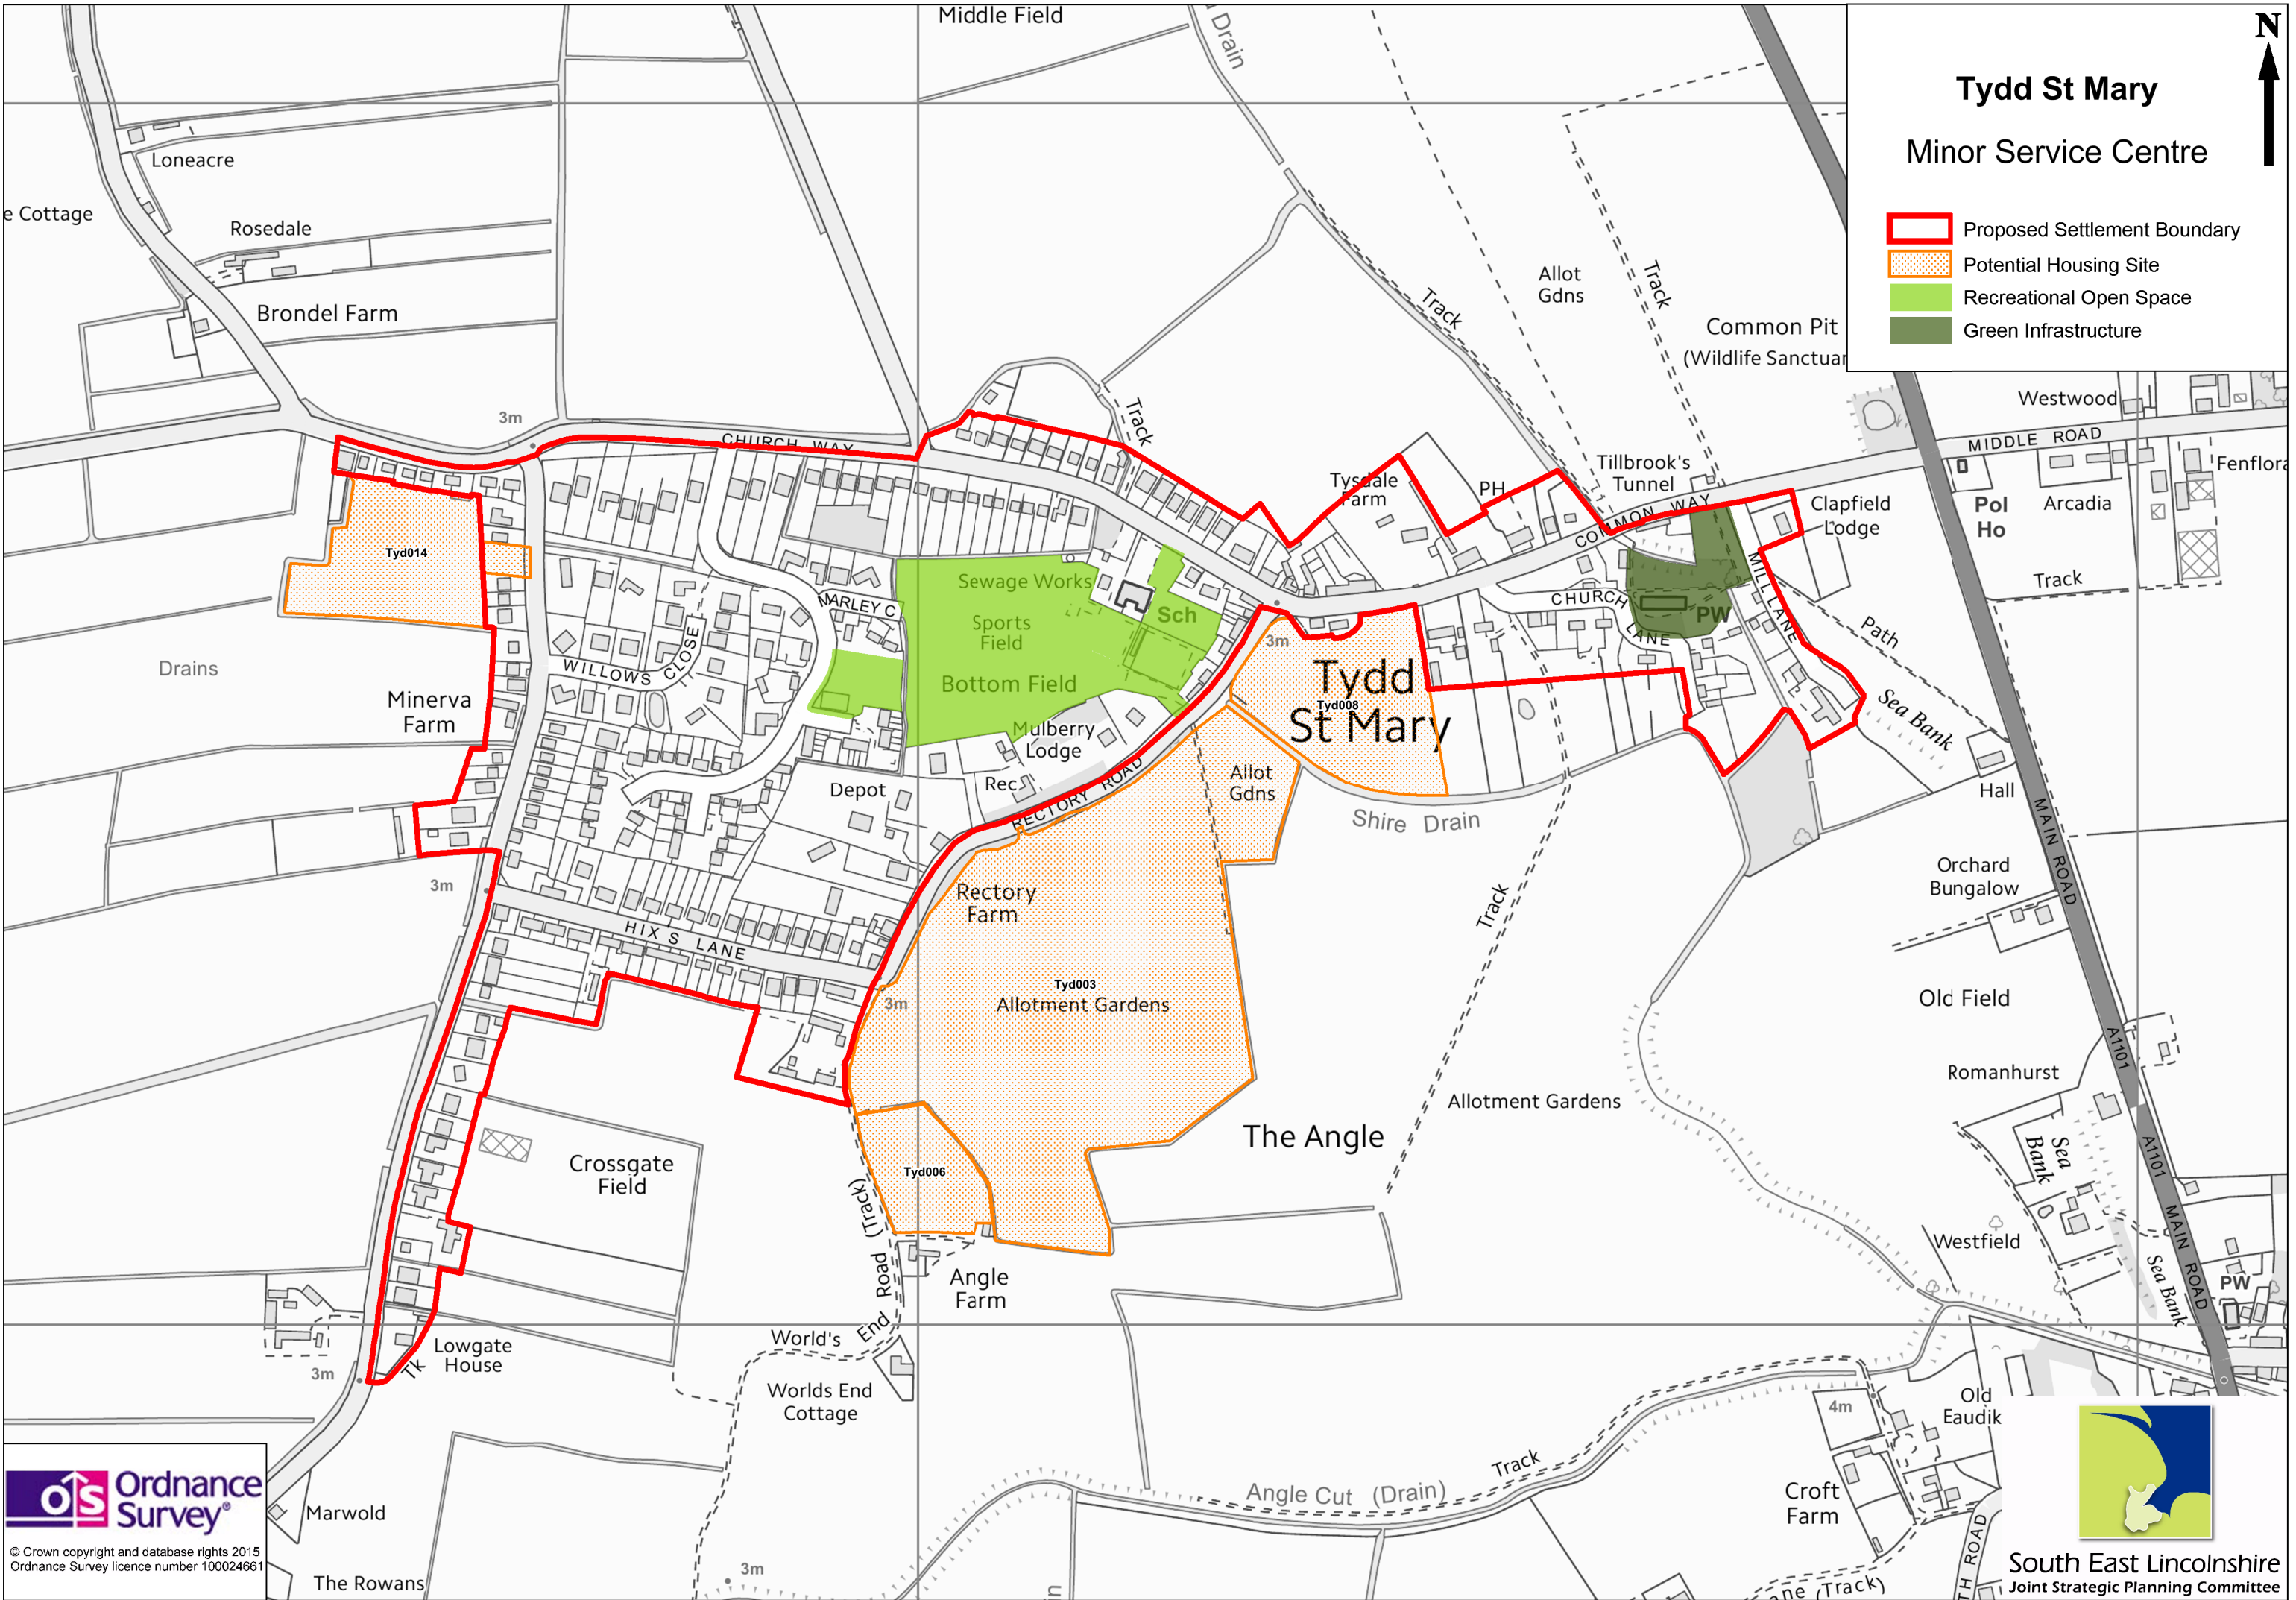 Middle Field
Drain
N
Tydd St Mary
Minor Service Centre
Proposed Settlement Boundary
Potential Housing Site
Recreational Open Space
Green Infrastructure
Loneacre
e Cottage
Rosedale
Brondel Farm
Allot
Gdns
Track
Track
Common Pit
(Wildlife Sanctuar
Westwood
MIDDLE ROAD
Fenflora
3m
CHURCH WAY
Track
Tysdale
Farm
PH
Tillbrook's
Tunnel
COMMON WAY
Clapfield
Lodge
Pol
Ho
Arcadia
Track
Tyd014
Sewage Works
MARLEY C
Sports
Field
Sch
Bottom Field
CHURCH
LANE
PW
MILL LANE
Path
Sea Bank
3m
Tydd
St Mary
Tyd008
Drains
WILLOWS CLOSE
Minerva
Farm
Mulberry
Lodge
Rec
RECTORY ROAD
Depot
Allot
Gdns
Shire Drain
Hall
MAIN ROAD
Orchard
Bungalow
3m
HIX'S LANE
Rectory
Farm
Track
Tyd003
Allotment Gardens
3m
Old Field
A1101
Romanhurst
Allotment Gardens
The Angle
Sea
Bank
A1101 MAIN ROAD
Crossgate
Field
Tyd006
Westfield
Sea Bank
PW
Angle
Farm
World's End Road (Track)
Lowgate
House
Tk
3m
Worlds End
Cottage
Old
Eaudik
4m
Croft
Farm
Track
Angle Cut (Drain)
Marwold
The Rowans
3m
in
ane (Track)
TH ROAD
OS Ordnance
Survey®
© Crown copyright and database rights 2015
Ordnance Survey licence number 100024661
South East Lincolnshire
Joint Strategic Planning Committee